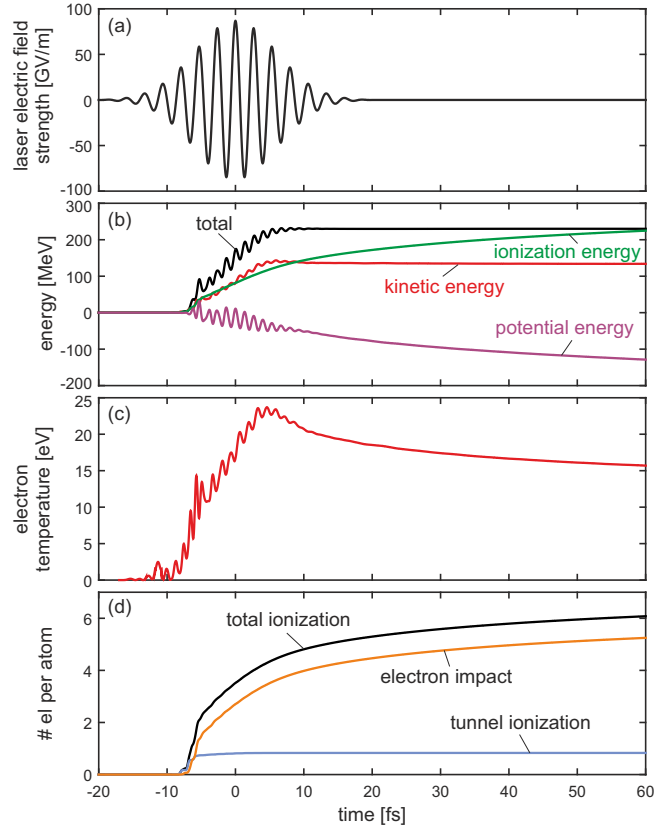 (a)
laser electric field
strength [GV/m]
100
50
0
-50
-100
(b)
total
ionization energy
kinetic energy
potential energy
energy [MeV]
300
200
100
0
-100
-200
(c)
electron
temperature [eV]
25
20
15
10
5
0
(d)
total ionization
electron impact
tunnel ionization
# el per atom
6
4
2
0
-20 -10 0 10 20 30 40 50 60
time [fs]